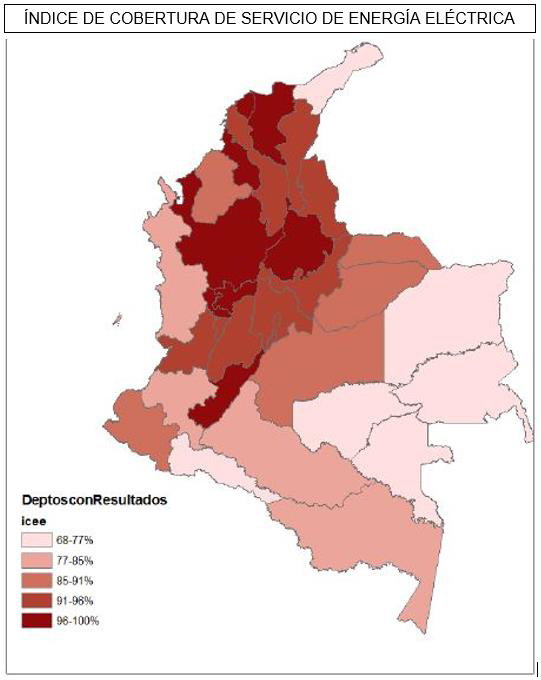 ÍNDICE DE COBERTURA DE SERVICIO DE ENERGÍA ELÉCTRICA
DeptosconResultados
icee
68-77%
77-85%
85-91%
91-96%
96-100%